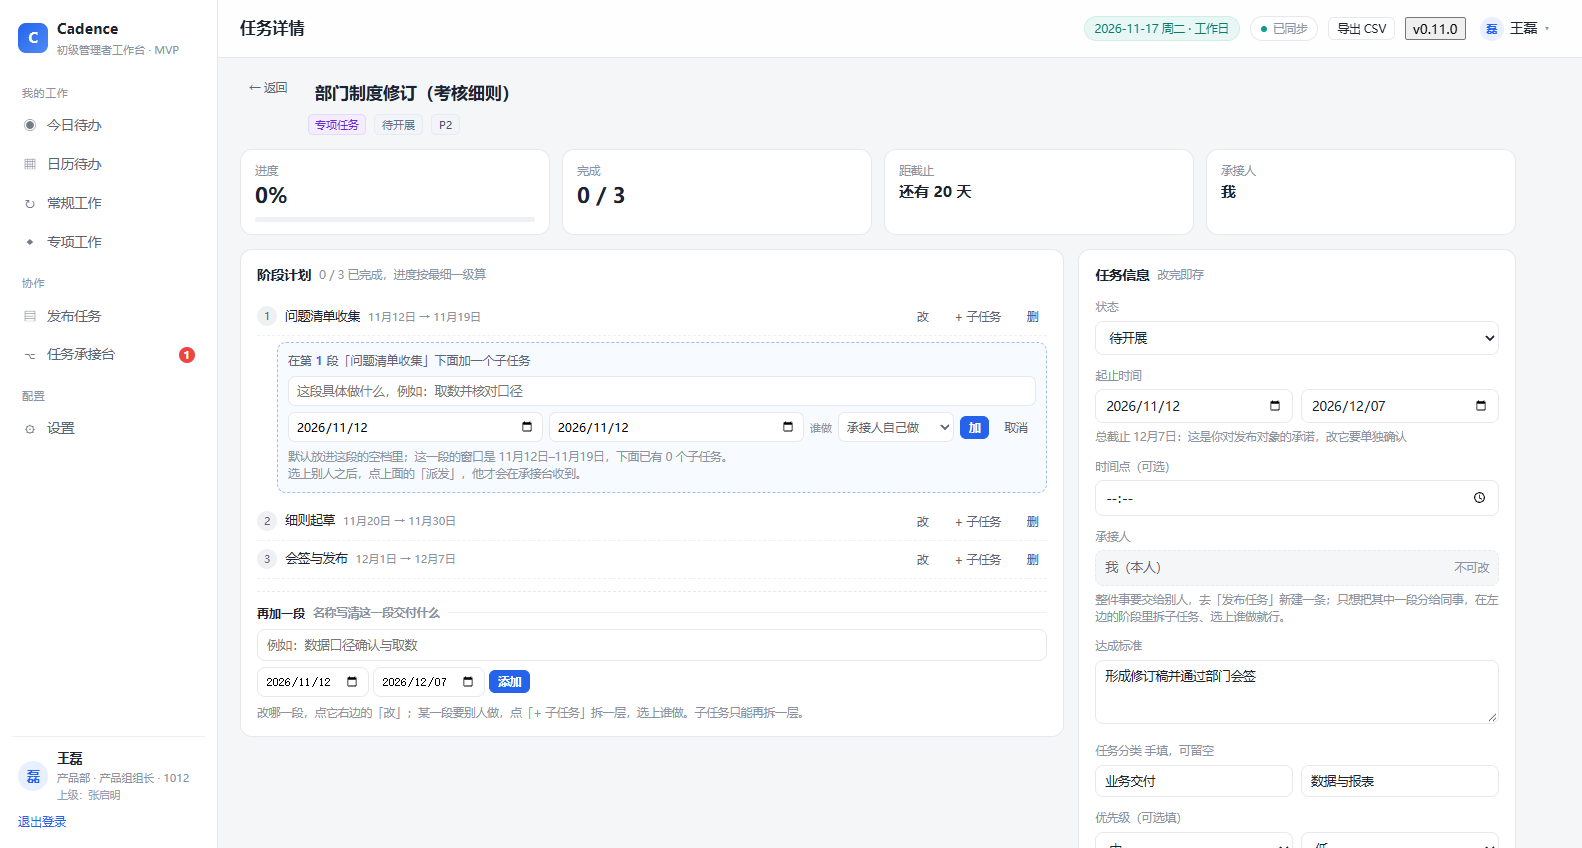 C
Cadence
初级管理者工作台 · MVP
我的工作
今日待办
日历待办
常规工作
专项工作
协作
发布任务
任务承接台
1
配置
设置
磊
王磊
产品部 · 产品组组长 · 1012
上级：张启明
退出登录
任务详情
2026-11-17 周二 · 工作日
已同步
导出 CSV
v0.11.0
磊
王磊
← 返回
部门制度修订（考核细则）
专项任务
待开展
P2
进度
0%
完成
0 / 3
距截止
还有 20 天
承接人
我
阶段计划 0 / 3 已完成，进度按最细一级算
1 问题清单收集 11月12日 → 11月19日 改 + 子任务 删
在第 1 段「问题清单收集」下面加一个子任务
这段具体做什么，例如：取数并核对口径
2026/11/12 2026/11/12 谁做 承接人自己做 加 取消
默认放进这段的空档里；这一段的窗口是 11月12日–11月19日，下面已有 0 个子任务。
选上别人之后，点上面的「派发」，他才会在承接台收到。
2 细则起草 11月20日 → 11月30日 改 + 子任务 删
3 会签与发布 12月1日 → 12月7日 改 + 子任务 删
再加一段 名称写清这一段交付什么
例如：数据口径确认与取数
2026/11/12 2026/12/07 添加
改哪一段，点它右边的「改」；某一段要别人做，点「+ 子任务」拆一层，选上谁做。子任务只能再拆一层。
任务信息 改完即存
状态
待开展
起止时间
2026/11/12 2026/12/07
总截止 12月7日：这是你对发布对象的承诺，改它要单独确认
时间点（可选）
--:--
承接人
我（本人） 不可改
整件事要交给别人，去「发布任务」新建一条；只想把其中一段分给同事，在左
边的阶段里拆子任务、选上谁做就行。
达成标准
形成修订稿并通过部门会签
任务分类 手填，可留空
业务交付 数据与报表
优先级（可选填）
中 低